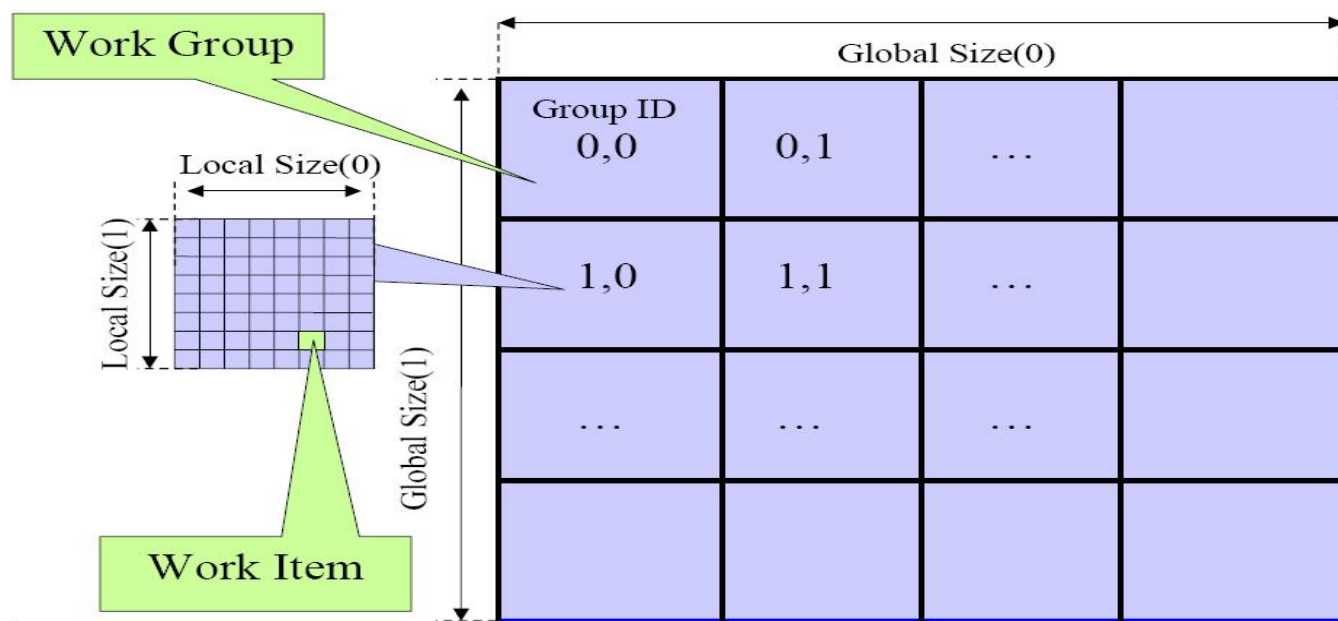 Work Group
Global Size(0)
Group ID
0,0
0,1
...
Local Size(0)
Local Size(1)
1,0
1,1
...
Global Size(1)
...
...
...
Work Item